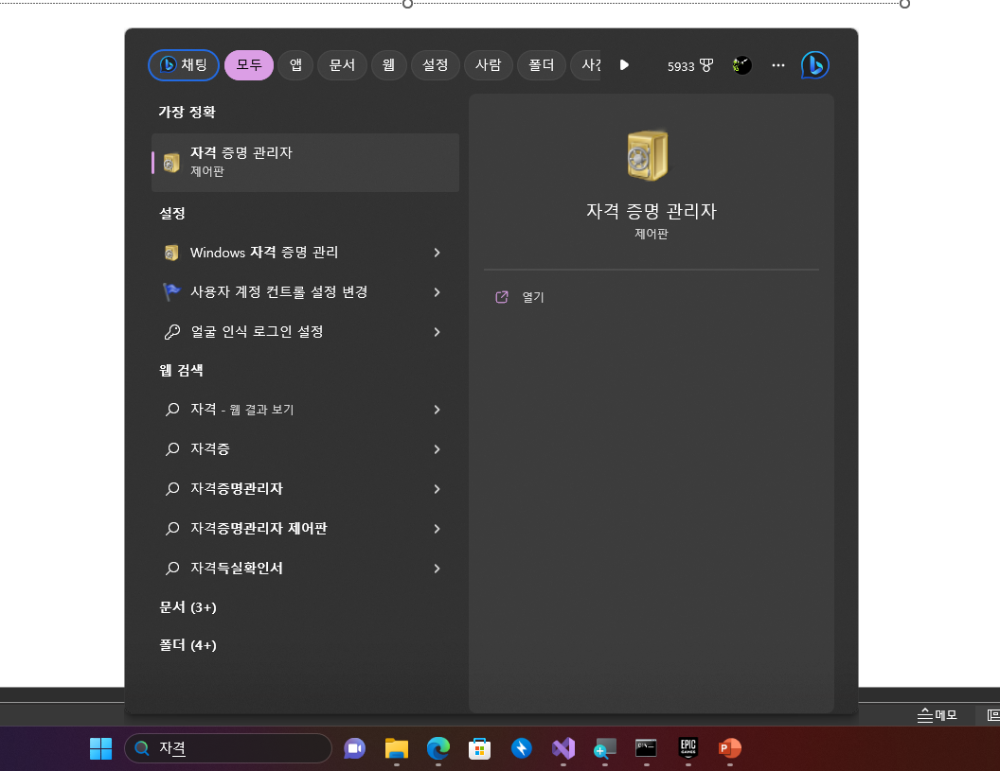 채팅
모두
앱
문서
웹
설정
사람
폴더
5933
가장 정확
자격 증명 관리자
제어판
설정
Windows 자격 증명 관리
사용자 계정 컨트롤 설정 변경
얼굴 인식 로그인 설정
웹 검색
자격 - 웹 결과 보기
자격증
자격증명관리자
자격증명관리자 제어판
자격득실확인서
문서 (3+)
폴더 (4+)
자격 증명 관리자
제어판
열기
메모
자격
EPIC
GAMES
P